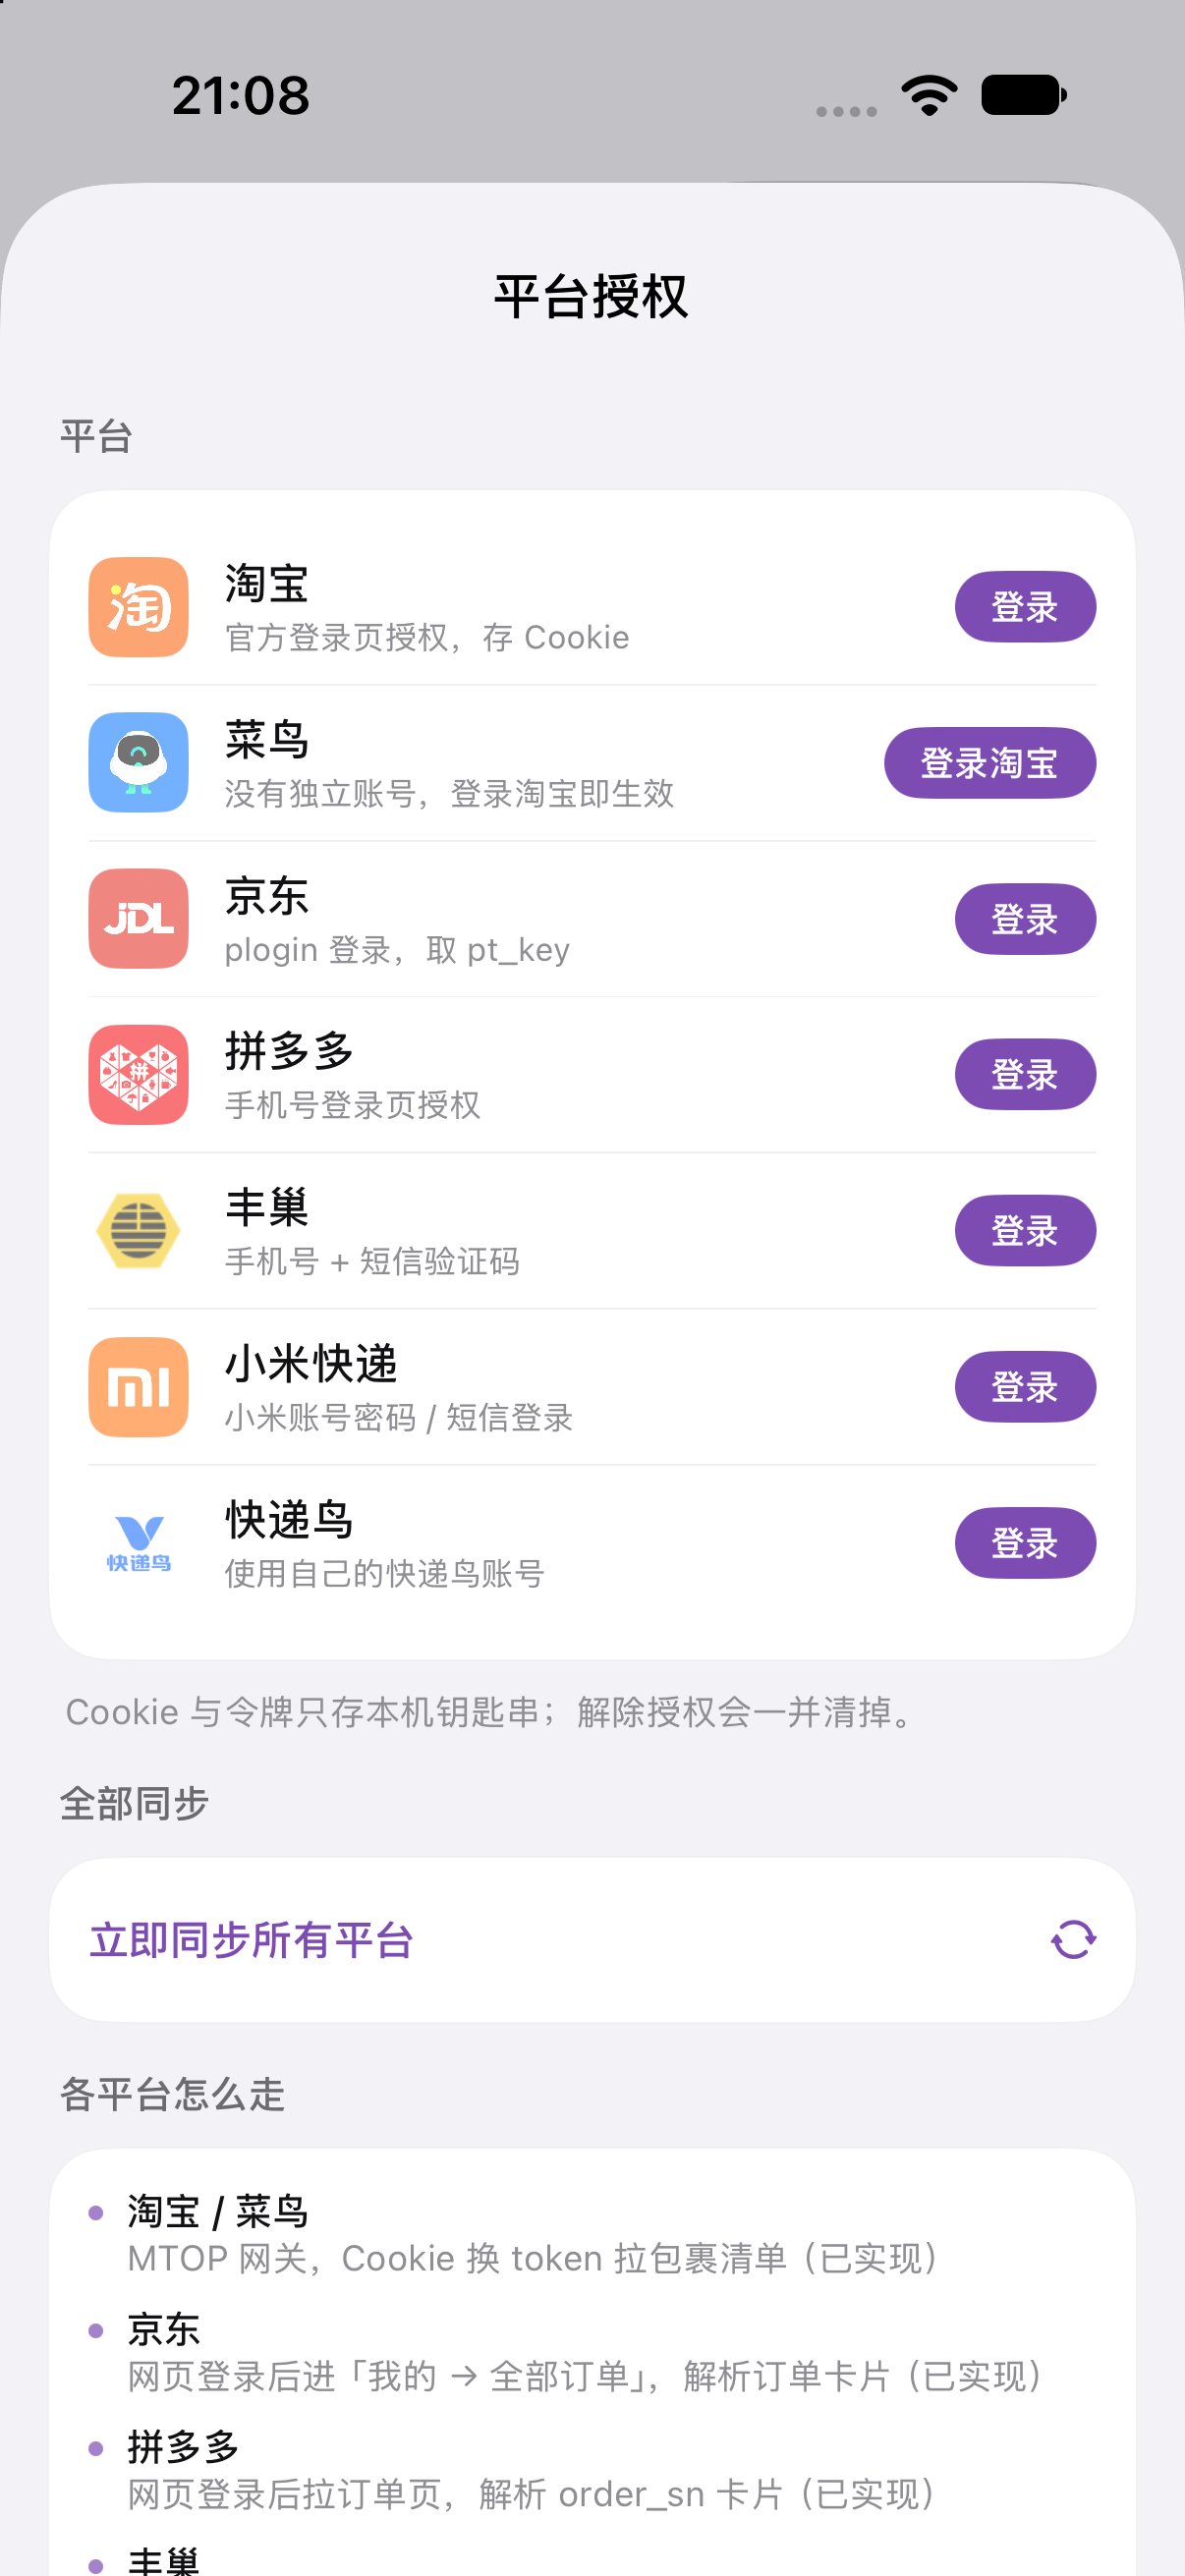 21:08
平台授权
平台
淘
淘宝
官方登录页授权，存 Cookie
登录
菜鸟
没有独立账号，登录淘宝即生效
登录淘宝
JDL
京东
plogin 登录，取 pt_key
登录
拼
拼多多
手机号登录页授权
登录
丰巢
手机号 + 短信验证码
登录
小米快递
小米账号密码 / 短信登录
登录
快递鸟
快递鸟
使用自己的快递鸟账号
登录
Cookie 与令牌只存本机钥匙串；解除授权会一并清掉。
全部同步
立即同步所有平台
各平台怎么走
淘宝 / 菜鸟
MTOP 网关，Cookie 换 token 拉包裹清单（已实现）
京东
网页登录后进「我的 → 全部订单」，解析订单卡片（已实现）
拼多多
网页登录后拉订单页，解析 order_sn 卡片（已实现）
丰巢